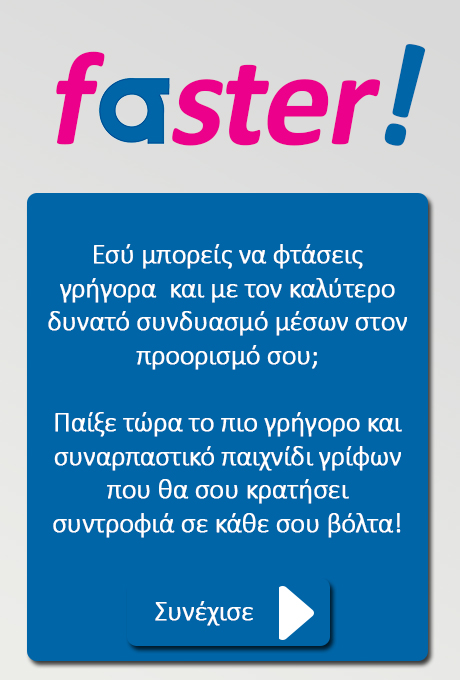 faster!
Εσύ μπορείς να φτάσεις
γρήγορα και με τον καλύτερο
δυνατό συνδυασμό μέσων στον
προορισμό σου;
Παίξε τώρα το πιο γρήγορο και
συναρπαστικό παιχνίδι γρίφων
που θα σου κρατήσει
συντροφιά σε κάθε σου βόλτα!
Συνέχισε